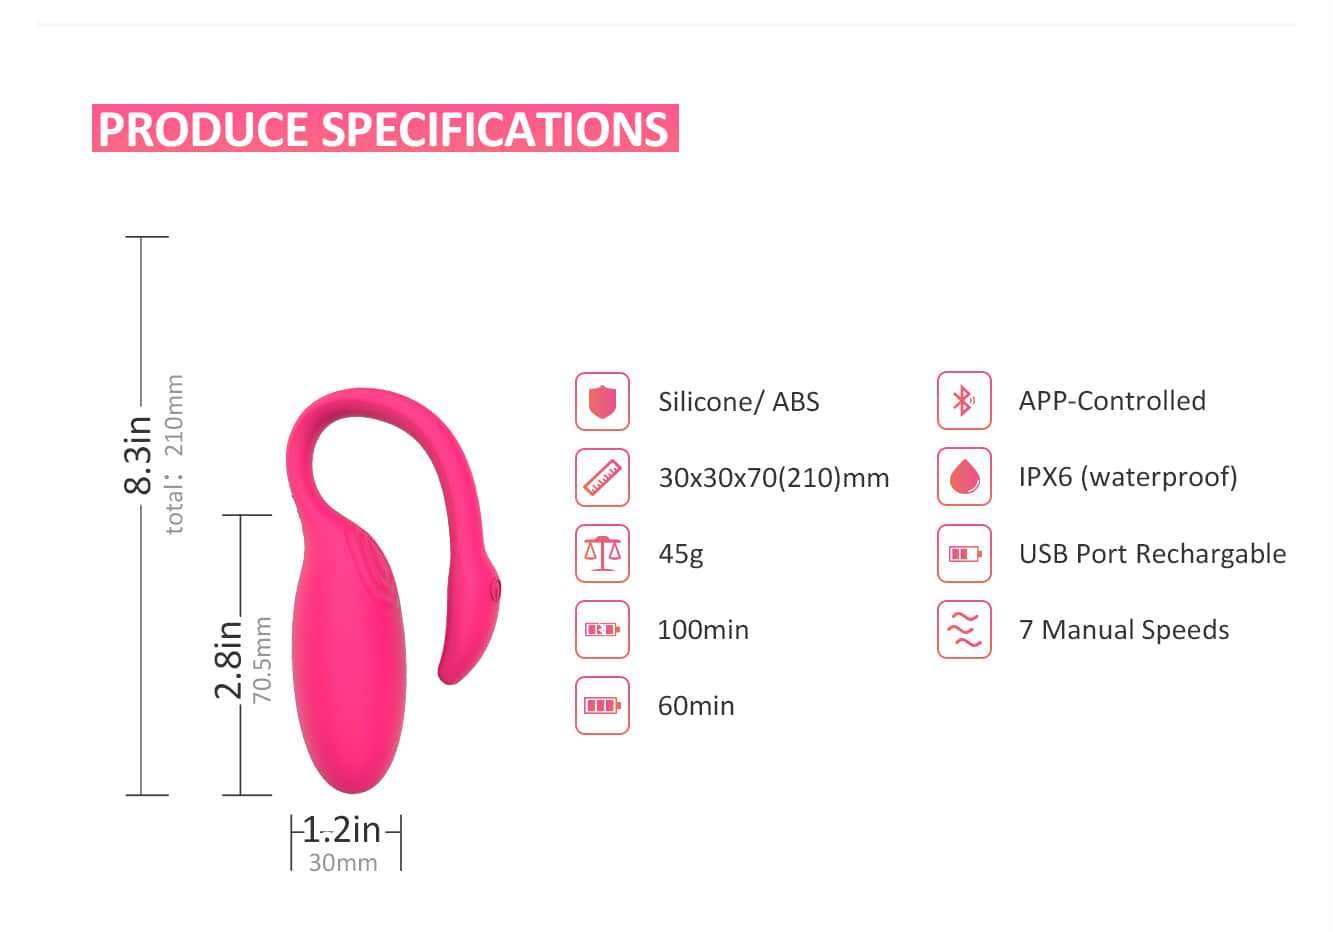 PRODUCE SPECIFICATIONS
8.3in
total: 210mm
2.8in
70.5mm
1.2in
30mm
Silicone/ ABS
30x30x70(210)mm
45g
100min
60min
APP-Controlled
IPX6 (waterproof)
USB Port Rechargable
7 Manual Speeds